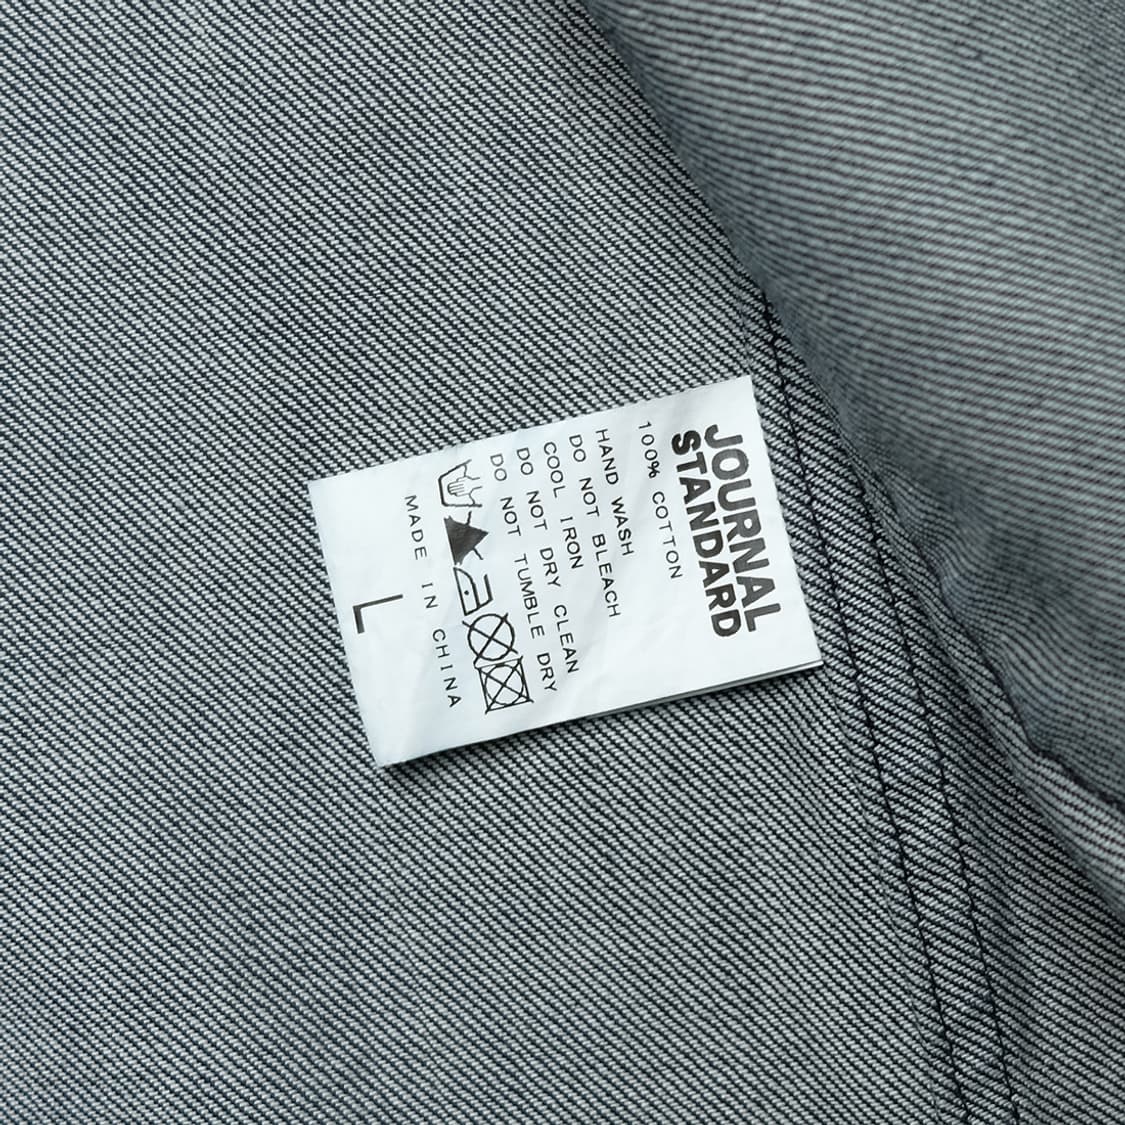 JOURNAL
STANDARD
100% COTTON
HAND WASH
DO NOT BLEACH
COOL IRON
DO NOT DRY CLEAN
DO NOT TUMBLE DRY
MADE IN CHINA
L